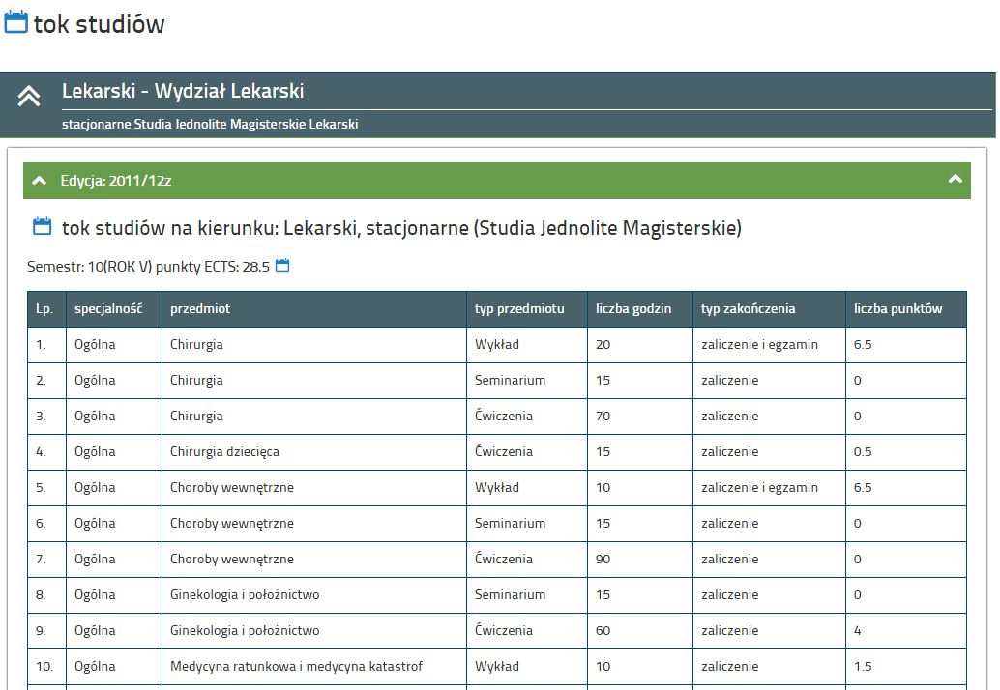 tok studiów
Lekarski - Wydział Lekarski
stacjonarne Studia Jednolite Magisterskie Lekarski
Edycja: 2011/12z
tok studiów na kierunku: Lekarski, stacjonarne (Studia Jednolite Magisterskie)
Semestr: 10(ROK V) punkty ECTS: 28.5
Lp. specjalność przedmiot typ przedmiotu liczba godzin typ zakończenia liczba punktów
1. Ogólna Chirurgia Wykład 20 zaliczenie i egzamin 6.5
2. Ogólna Chirurgia Seminarium 15 zaliczenie 0
3. Ogólna Chirurgia Ćwiczenia 70 zaliczenie 0
4. Ogólna Chirurgia dziecięca Ćwiczenia 15 zaliczenie 0.5
5. Ogólna Choroby wewnętrzne Wykład 10 zaliczenie i egzamin 6.5
6. Ogólna Choroby wewnętrzne Seminarium 15 zaliczenie 0
7. Ogólna Choroby wewnętrzne Ćwiczenia 90 zaliczenie 0
8. Ogólna Ginekologia i położnictwo Seminarium 15 zaliczenie 0
9. Ogólna Ginekologia i położnictwo Ćwiczenia 60 zaliczenie 4
10. Ogólna Medycyna ratunkowa i medycyna katastrof Wykład 10 zaliczenie 1.5